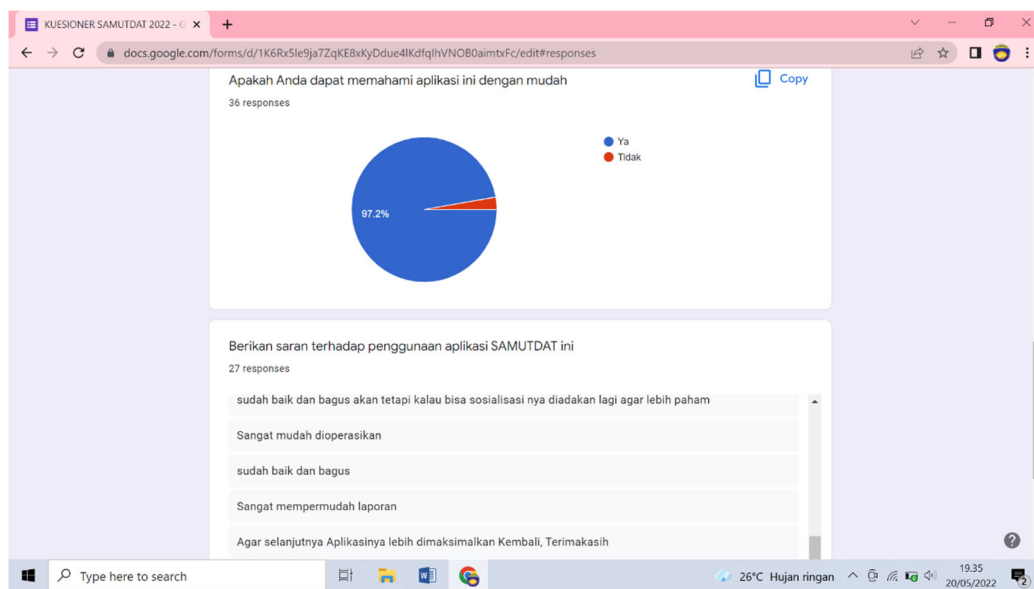 KUESIONER SAMUTDAT 2022 - G
docs.google.com/forms/d/1K6Rx5Ie9ja7ZqKE8xKyDdue4IKdfqIhVNOB0aimtxFc/edit#responses
Apakah Anda dapat memahami aplikasi ini dengan mudah
Copy
36 responses
Ya
Tidak
97.2%
Berikan saran terhadap penggunaan aplikasi SAMUTDAT ini
27 responses
sudah baik dan bagus akan tetapi kalau bisa sosialisasi nya diadakan lagi agar lebih paham
Sangat mudah dioperasikan
sudah baik dan bagus
Sangat mempermudah laporan
Agar selanjutnya Aplikasinya lebih dimaksimalkan Kembali, Terimakasih
Type here to search
26°C Hujan ringan
19.35
20/05/2022
2